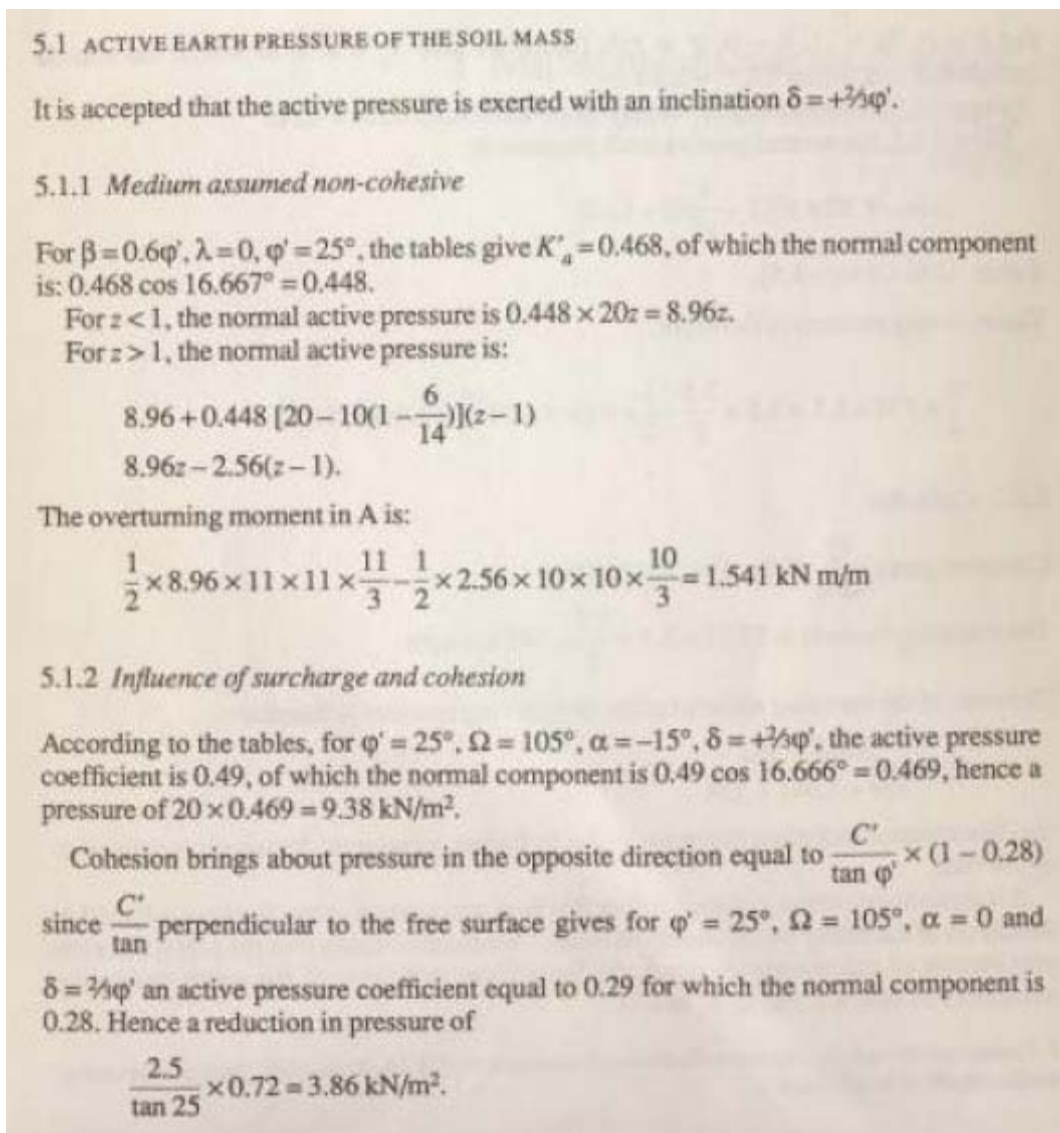 5.1 ACTIVE EARTH PRESSURE OF THE SOIL MASS
It is accepted that the active pressure is exerted with an inclination δ = +⅔φ'.
5.1.1 Medium assumed non-cohesive
For β = 0.6φ', λ = 0, φ' = 25°, the tables give K'ₐ = 0.468, of which the normal component
is: 0.468 cos 16.667° = 0.448.
For z < 1, the normal active pressure is 0.448 × 20z = 8.96z.
For z > 1, the normal active pressure is:
8.96 + 0.448 [20 – 10(1 – 6/14)](z – 1)
8.96z – 2.56(z – 1).
The overturning moment in A is:
1/2 × 8.96 × 11 × 11 × 11/3 – 1/2 × 2.56 × 10 × 10 × 10/3 = 1.541 kN m/m
5.1.2 Influence of surcharge and cohesion
According to the tables, for φ' = 25°, Ω = 105°, α = –15°, δ = +⅔φ', the active pressure
coefficient is 0.49, of which the normal component is 0.49 cos 16.666° = 0.469, hence a
pressure of 20 × 0.469 = 9.38 kN/m².
Cohesion brings about pressure in the opposite direction equal to C'/tan φ' × (1 – 0.28)
since C'/tan perpendicular to the free surface gives for φ' = 25°, Ω = 105°, α = 0 and
δ = ⅔φ' an active pressure coefficient equal to 0.29 for which the normal component is
0.28. Hence a reduction in pressure of
2.5/tan 25 × 0.72 = 3.86 kN/m².